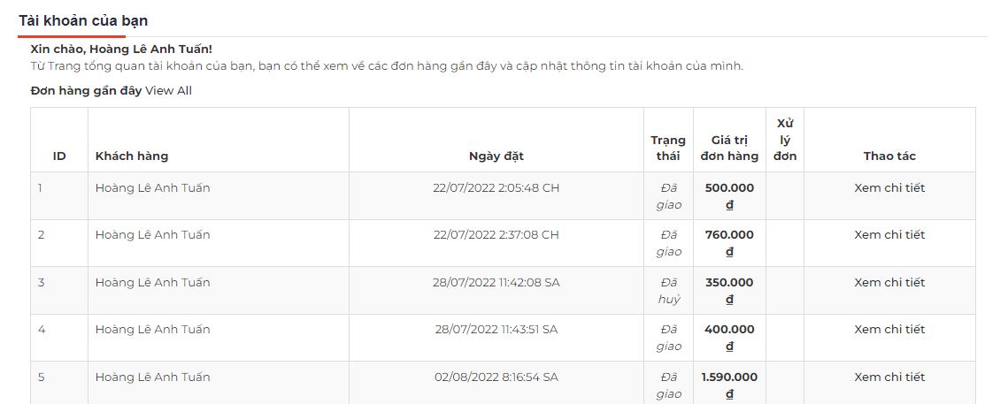 Tài khoản của bạn
Xin chào, Hoàng Lê Anh Tuấn!
Từ Trang tổng quan tài khoản của bạn, bạn có thể xem về các đơn hàng gần đây và cập nhật thông tin tài khoản của mình.
Đơn hàng gần đây View All
ID Khách hàng Ngày đặt Trạng thái Giá trị đơn hàng Xử lý đơn Thao tác
1 Hoàng Lê Anh Tuấn 22/07/2022 2:05:48 CH Đã giao 500.000 ₫ Xem chi tiết
2 Hoàng Lê Anh Tuấn 22/07/2022 2:37:08 CH Đã giao 760.000 ₫ Xem chi tiết
3 Hoàng Lê Anh Tuấn 28/07/2022 11:42:08 SA Đã huỷ 350.000 ₫ Xem chi tiết
4 Hoàng Lê Anh Tuấn 28/07/2022 11:43:51 SA Đã giao 400.000 ₫ Xem chi tiết
5 Hoàng Lê Anh Tuấn 02/08/2022 8:16:54 SA Đã giao 1.590.000 ₫ Xem chi tiết